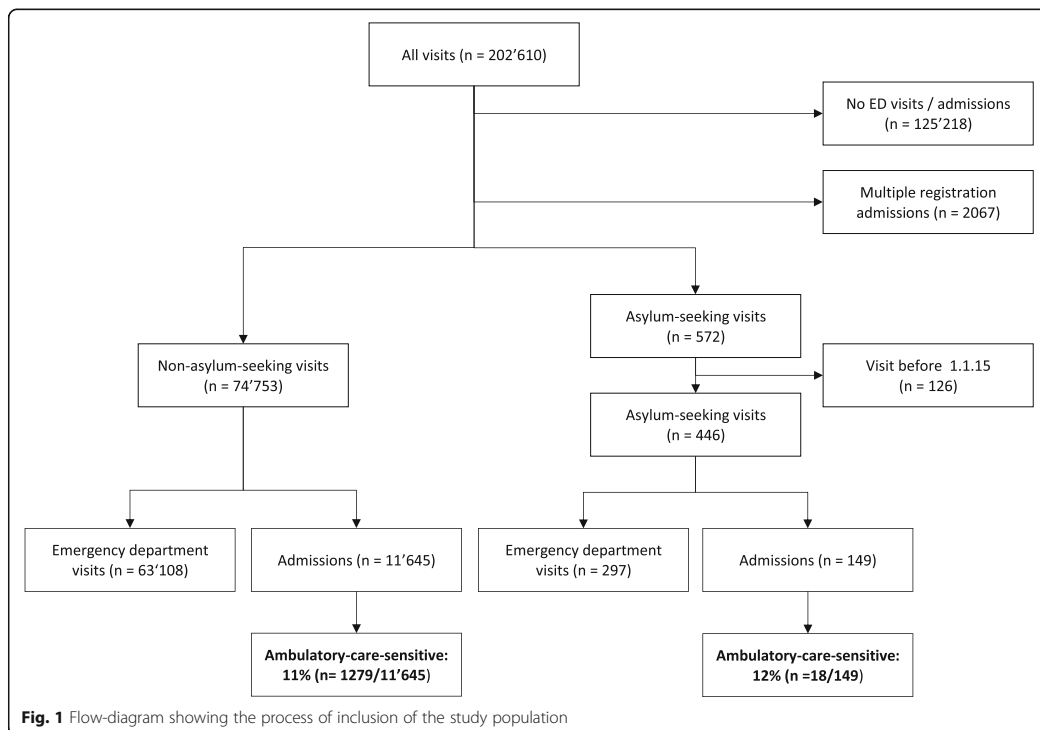 All visits (n = 202’610)
No ED visits / admissions
(n = 125’218)
Multiple registration
admissions (n = 2067)
Asylum-seeking visits
(n = 572)
Non-asylum-seeking visits
(n = 74’753)
Visit before 1.1.15
(n = 126)
Asylum-seeking visits
(n = 446)
Emergency department
visits (n = 63‘108)
Admissions (n = 11’645)
Emergency department
visits (n = 297)
Admissions (n = 149)
Ambulatory-care-sensitive:
11% (n= 1279/11’645)
Ambulatory-care-sensitive:
12% (n =18/149)
Fig. 1 Flow-diagram showing the process of inclusion of the study population